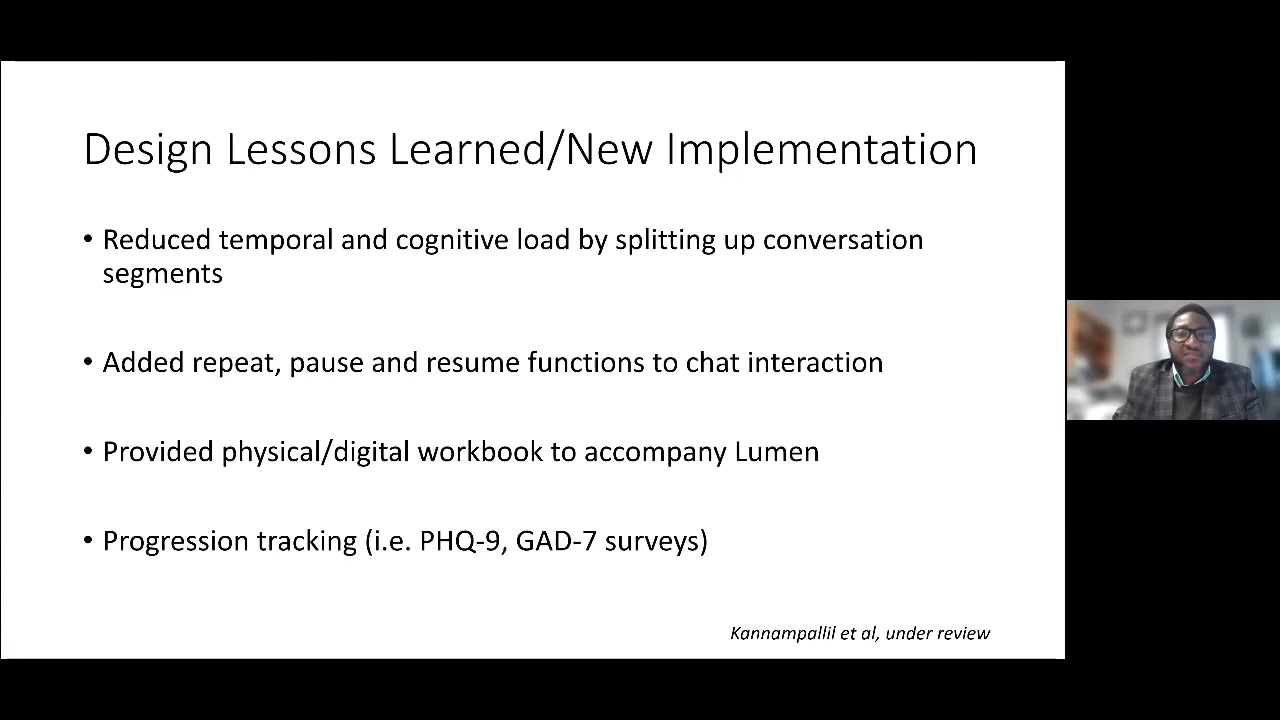 Design Lessons Learned/New Implementation
• Reduced temporal and cognitive load by splitting up conversation
segments
• Added repeat, pause and resume functions to chat interaction
• Provided physical/digital workbook to accompany Lumen
• Progression tracking (i.e. PHQ-9, GAD-7 surveys)
Kannampallil et al, under review